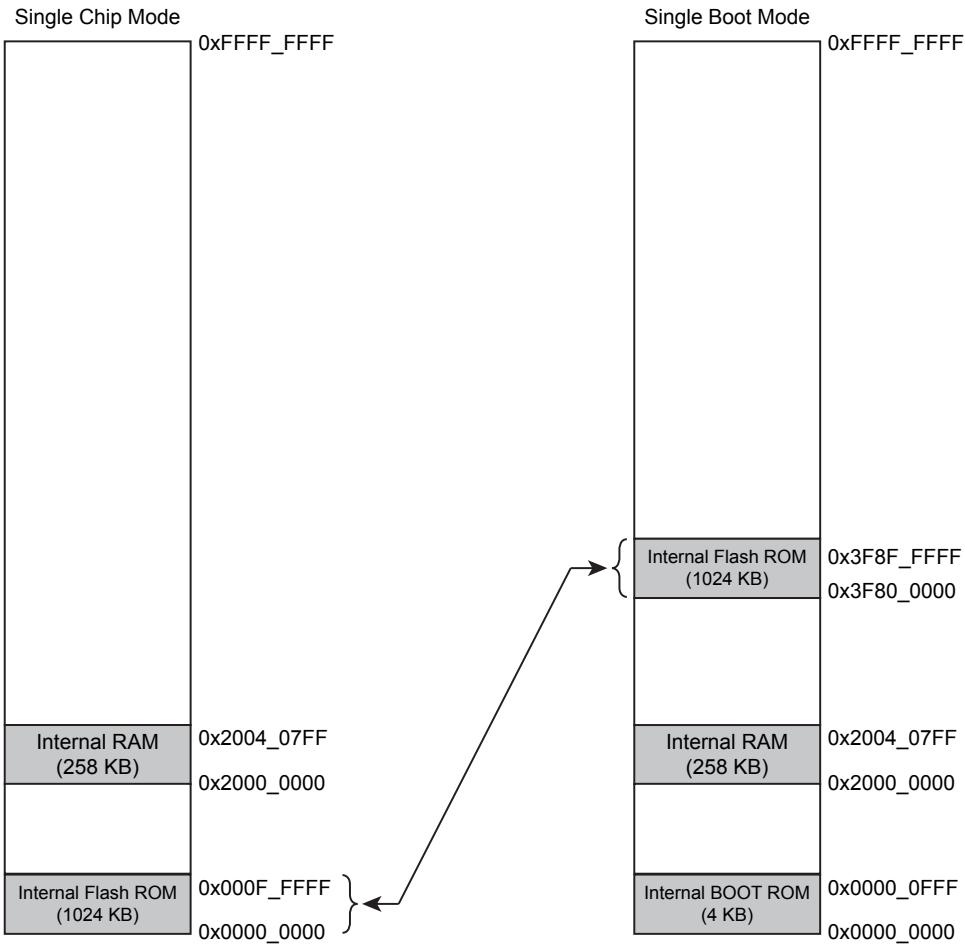 Single Chip Mode
0xFFFF_FFFF
Internal RAM
(258 KB)
0x2004_07FF
0x2000_0000
Internal Flash ROM
(1024 KB)
0x000F_FFFF
0x0000_0000
Single Boot Mode
0xFFFF_FFFF
Internal Flash ROM
(1024 KB)
0x3F8F_FFFF
0x3F80_0000
Internal RAM
(258 KB)
0x2004_07FF
0x2000_0000
Internal BOOT ROM
(4 KB)
0x0000_0FFF
0x0000_0000